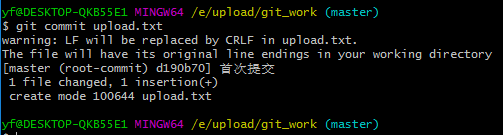 yf@DESKTOP-QKB55E1 MINGW64 /e/upload/git_work (master)
$ git commit upload.txt
warning: LF will be replaced by CRLF in upload.txt.
The file will have its original line endings in your working directory
[master (root-commit) d190b70] 首次提交
 1 file changed, 1 insertion(+)
 create mode 100644 upload.txt

yf@DESKTOP-QKB55E1 MINGW64 /e/upload/git_work (master)